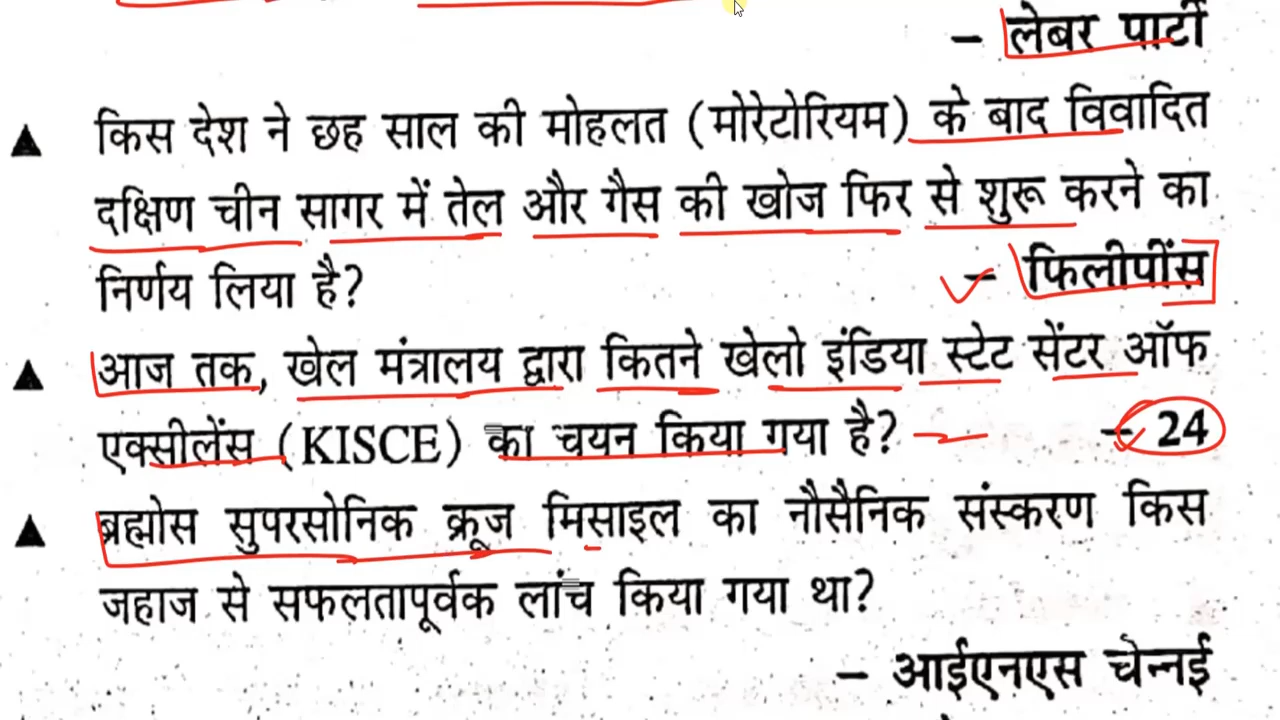 – लेबर पार्टी
▲ किस देश ने छह साल की मोहलत (मोरेटोरियम) के बाद विवादित
दक्षिण चीन सागर में तेल और गैस की खोज फिर से शुरू करने का
निर्णय लिया है? – फिलीपींस
▲ आज तक, खेल मंत्रालय द्वारा कितने खेलो इंडिया स्टेट सेंटर ऑफ
एक्सीलेंस (KISCE) का चयन किया गया है? – 24
▲ ब्रह्मोस सुपरसोनिक क्रूज मिसाइल का नौसैनिक संस्करण किस
जहाज से सफलतापूर्वक लांच किया गया था?
– आईएनएस चेन्नई